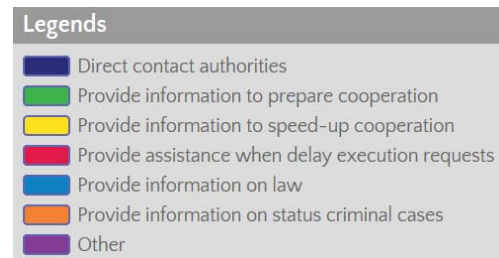 Legends
Direct contact authorities
Provide information to prepare cooperation
Provide information to speed-up cooperation
Provide assistance when delay execution requests
Provide information on law
Provide information on status criminal cases
Other